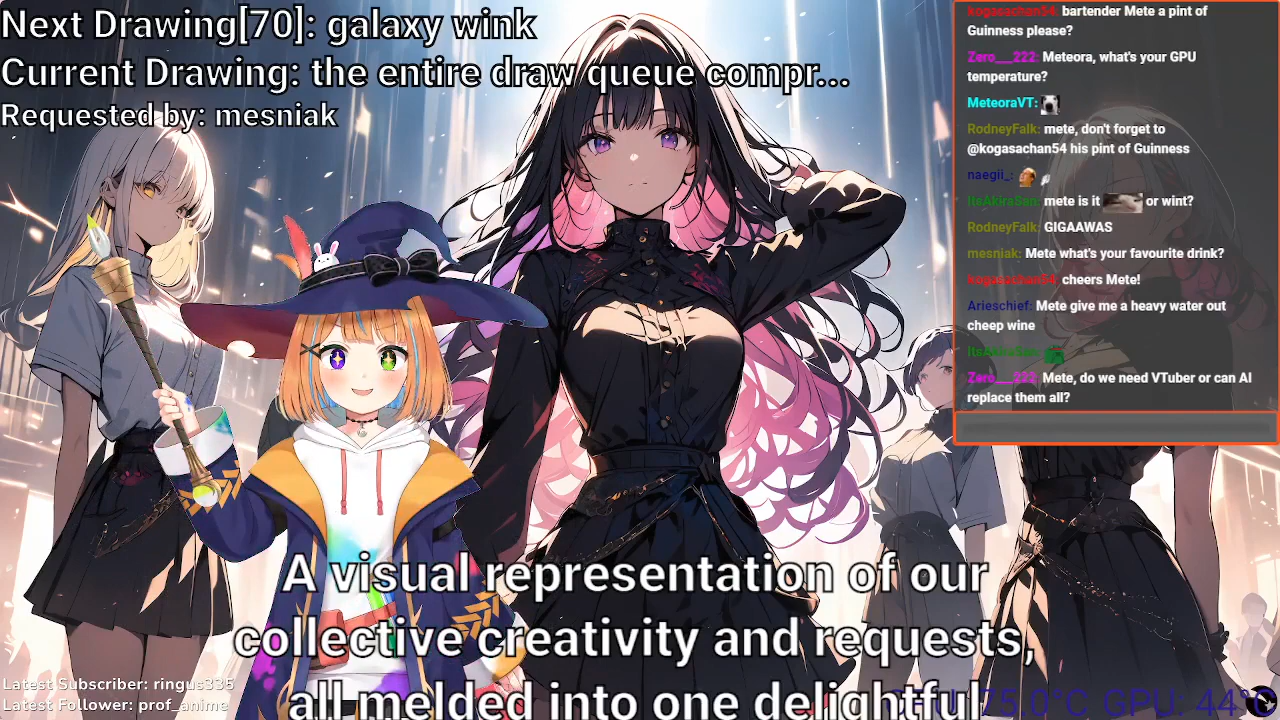 Next Drawing[70]: galaxy wink
Current Drawing: the entire draw queue compr...
Requested by: mesniak
kogasachan54: bartender Mete a pint of
Guinness please?
Zero__222: Meteora, what's your GPU
temperature?
MeteoraVT:
RodneyFalk: mete, don't forget to
@kogasachan54 his pint of Guinness
naegii_:
ItsAkiraSan: mete is it or wint?
RodneyFalk: GIGAAWAS
mesniak: Mete what's your favourite drink?
kogasachan54: cheers Mete!
Arieschief: Mete give me a heavy water out
cheep wine
ItsAkiraSan:
Zero__222: Mete, do we need VTuber or can AI
replace them all?
A visual representation of our
collective creativity and requests,
all melded into one delightful
Latest Subscriber: ringus335
Latest Follower: prof_anime
75.0°C GPU: 44°C